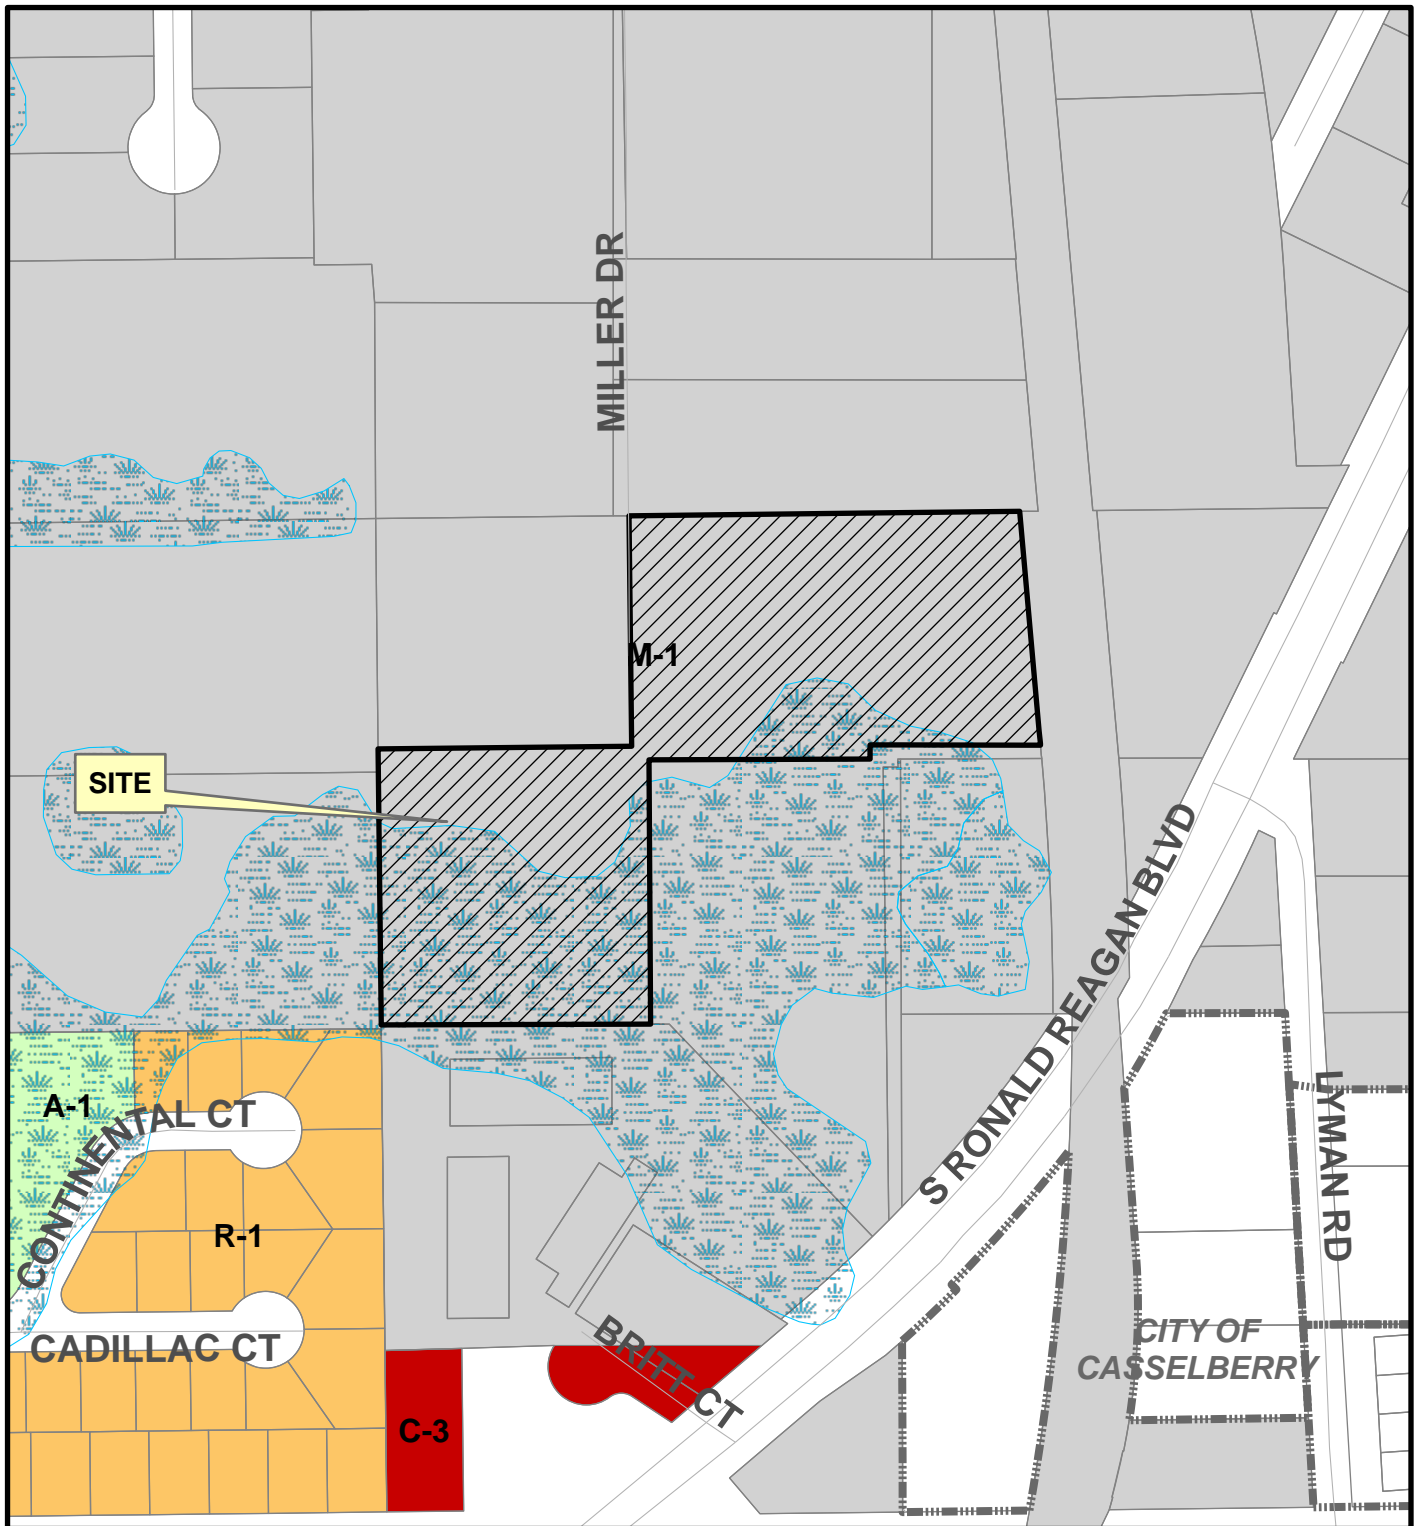 MILLER DR
M-1
SITE
S RONALD REAGAN BLVD
A-1
CONTINENTAL CT
LYMAN RD
R-1
CADILLAC CT
BRITT CT
CITY OF
CASSELBERRY
C-3